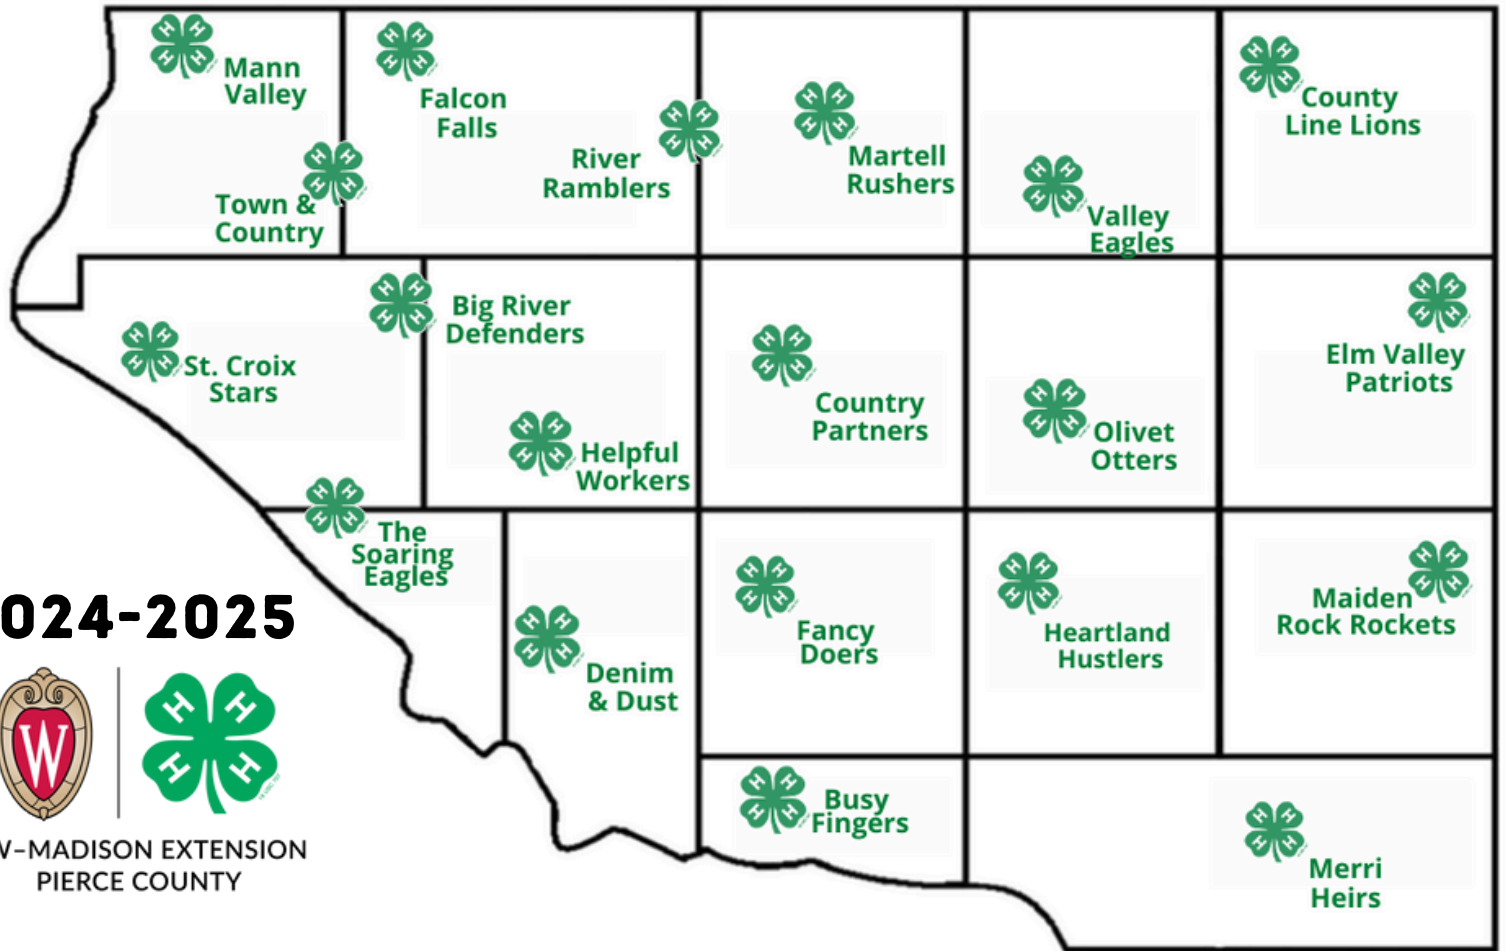 Mann
Valley
Falcon
Falls
Town &
Country
River
Ramblers
Martell
Rushers
Valley
Eagles
County
Line Lions
St. Croix
Stars
Big River
Defenders
Helpful
Workers
Country
Partners
Olivet
Otters
Elm Valley
Patriots
The
Soaring
Eagles
Denim
& Dust
Fancy
Doers
Heartland
Hustlers
Maiden
Rock Rockets
Busy
Fingers
Merri
Heirs
024-2025
W
H H
H H
W-MADISON EXTENSION
PIERCE COUNTY